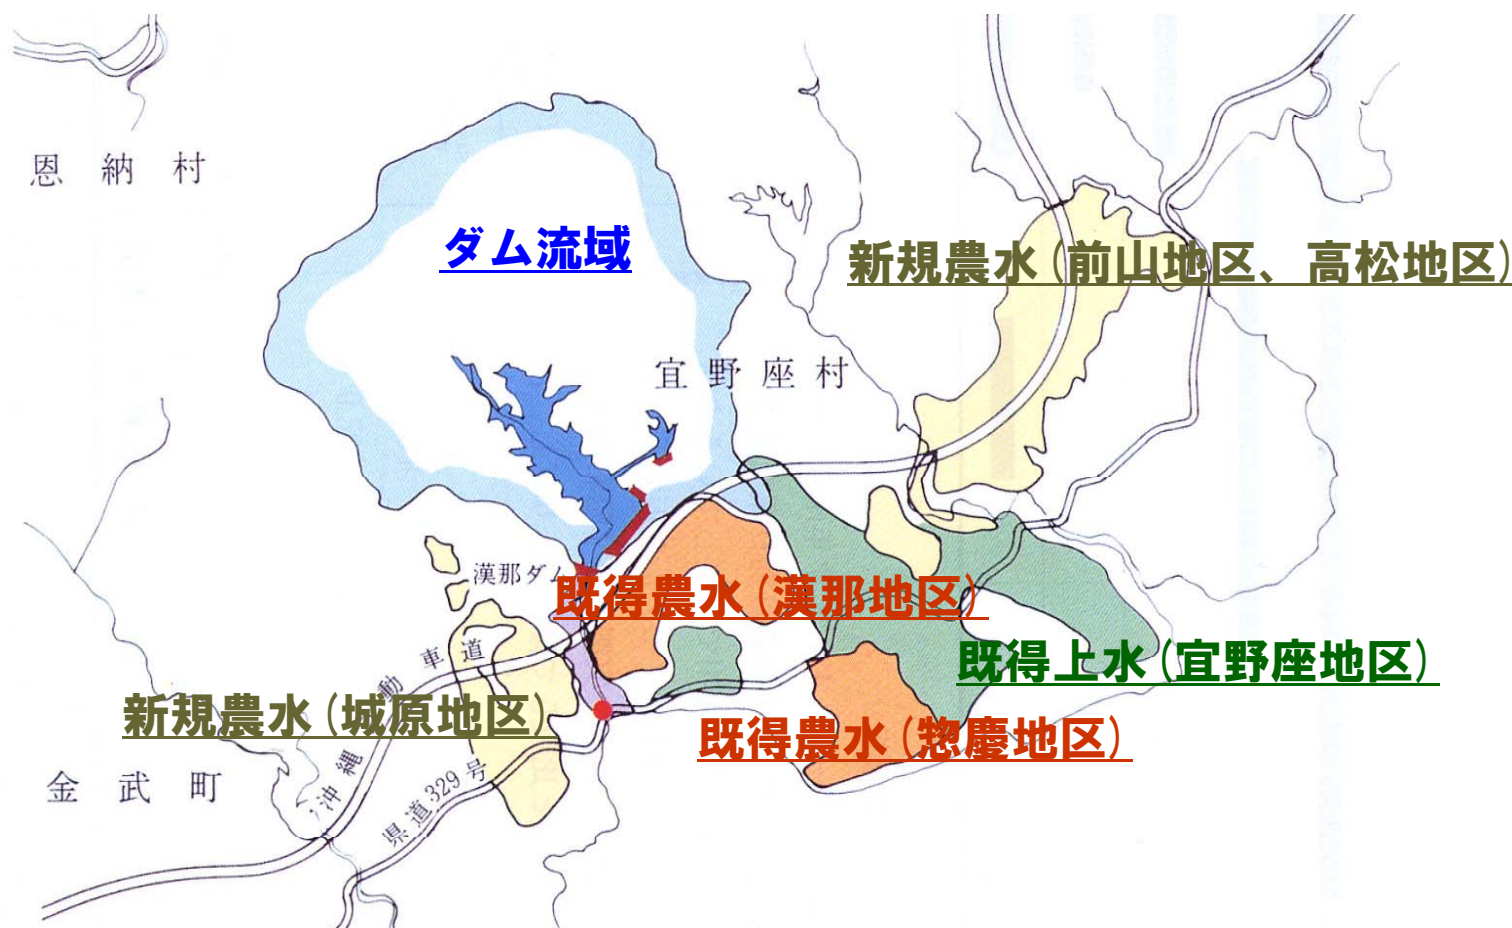 恩納村
ダム流域
新規農水(前山地区、高松地区)
宜野座村
漢那ダム
既得農水(漢那地区)
既得上水(宜野座地区)
新規農水(城原地区)
既得農水(惣慶地区)
沖縄自動車道
県道329号
金武町